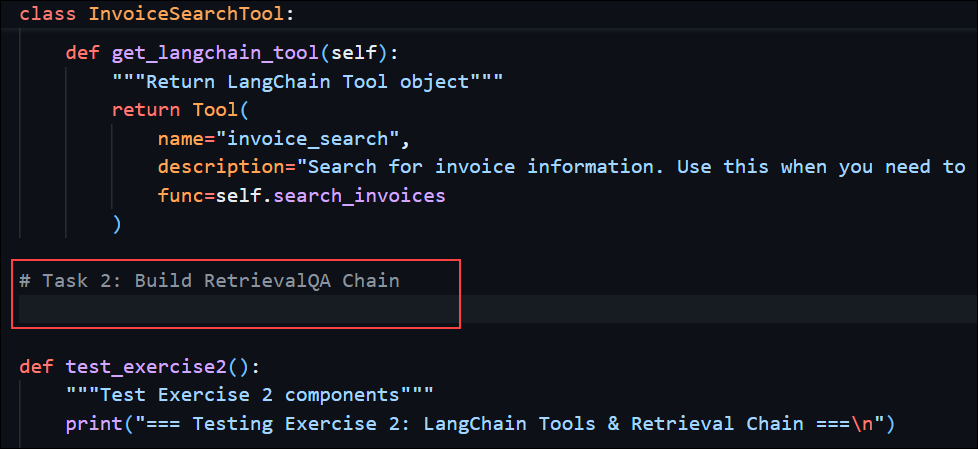 class InvoiceSearchTool:
def get_langchain_tool(self):
"""Return LangChain Tool object"""
return Tool(
name="invoice_search",
description="Search for invoice information. Use this when you need to
func=self.search_invoices
)
# Task 2: Build RetrievalQA Chain
def test_exercise2():
"""Test Exercise 2 components"""
print("=== Testing Exercise 2: LangChain Tools & Retrieval Chain ===\n")